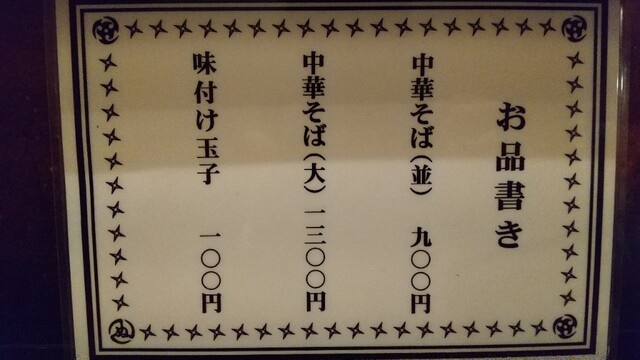 お品書き
中華そば(並) 九〇〇円
中華そば(大) 一三〇〇円
味付け玉子 一〇〇円